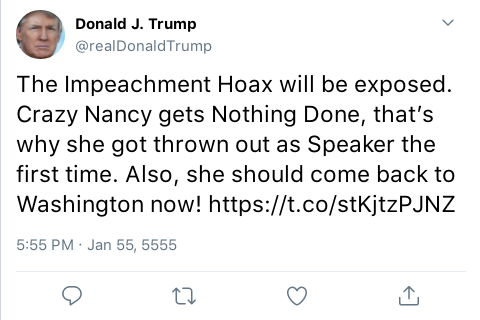 Donald J. Trump
@realDonaldTrump
The Impeachment Hoax will be exposed.
Crazy Nancy gets Nothing Done, that’s
why she got thrown out as Speaker the
first time. Also, she should come back to
Washington now! https://t.co/stKjtzPJNZ
5:55 PM · Jan 55, 5555